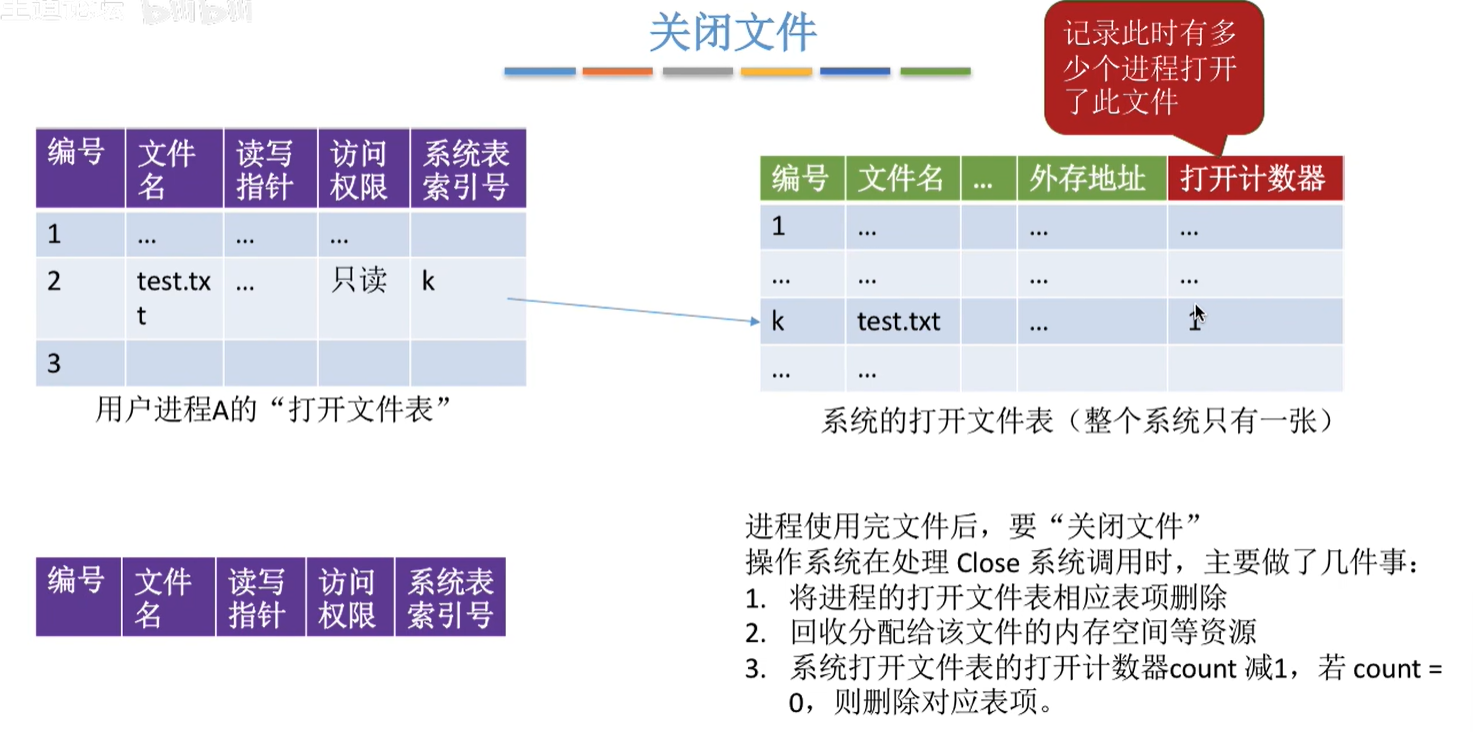 王道论坛 bilibili
关闭文件
记录此时有多
少个进程打开
了此文件
编号 文件名 读写指针 访问权限 系统表索引号
1 ... ... ...
2 test.txt ... 只读 k
3
用户进程A的“打开文件表”
编号 文件名 ... 外存地址 打开计数器
1 ... ... ...
... ... ... ...
k test.txt ... 1
... ...
系统的打开文件表（整个系统只有一张）
编号 文件名 读写指针 访问权限 系统表索引号
进程使用完文件后，要“关闭文件”
操作系统在处理 Close 系统调用时，主要做了几件事：
1. 将进程的打开文件表相应表项删除
2. 回收分配给该文件的内存空间等资源
3. 系统打开文件表的打开计数器count 减1，若 count =
0，则删除对应表项。